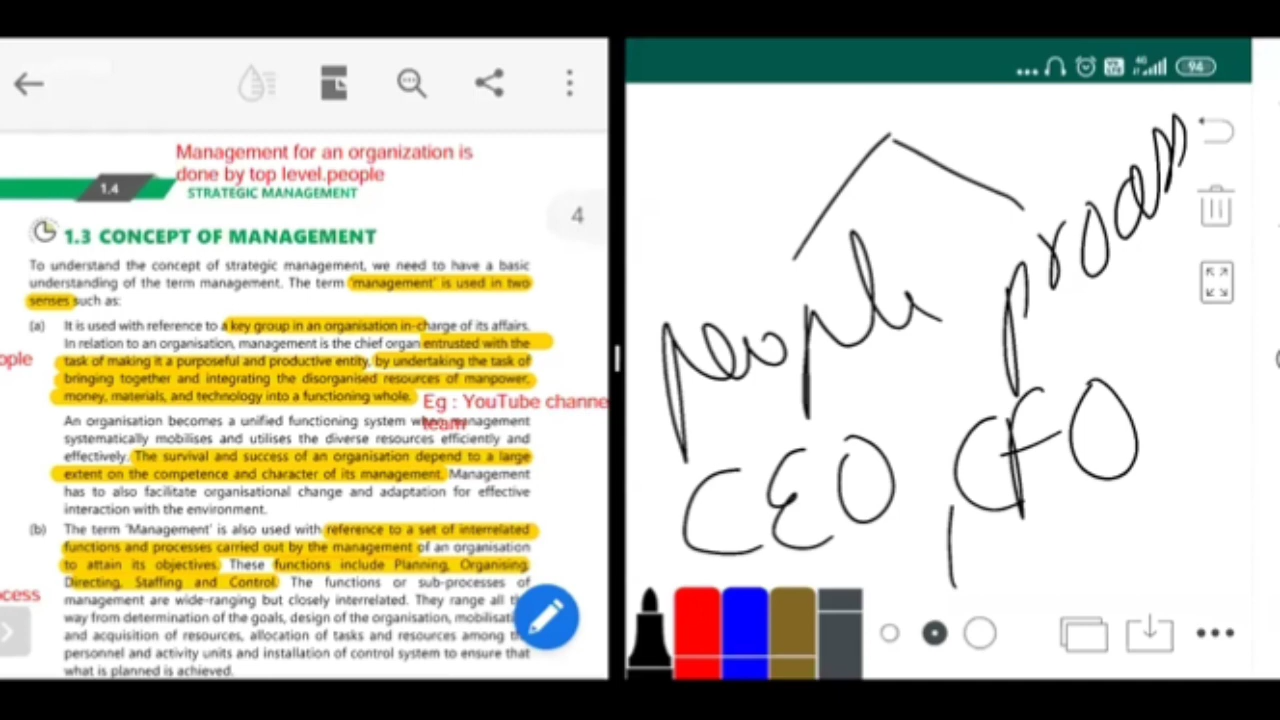 Management for an organization is
done by top level.people
1.4
STRATEGIC MANAGEMENT
4
1.3 CONCEPT OF MANAGEMENT
To understand the concept of strategic management, we need to have a basic
understanding of the term management. The term 'management' is used in two
senses such as:
(a) It is used with reference to a key group in an organisation in-charge of its affairs.
In relation to an organisation, management is the chief organ entrusted with the
ople
task of making it a purposeful and productive entity, by undertaking the task of
bringing together and integrating the disorganised resources of manpower,
money, materials, and technology into a functioning whole.
Eg : YouTube channe
team
An organisation becomes a unified functioning system when management
systematically mobilises and utilises the diverse resources efficiently and
effectively. The survival and success of an organisation depend to a large
extent on the competence and character of its management. Management
has to also facilitate organisational change and adaptation for effective
interaction with the environment.
(b) The term 'Management' is also used with reference to a set of interrelated
functions and processes carried out by the management of an organisation
to attain its objectives. These functions include Planning, Organising,
Directing, Staffing and Control. The functions or sub-processes of
ocess
management are wide-ranging but closely interrelated. They range all th
way from determination of the goals, design of the organisation, mobilisati
and acquisition of resources, allocation of tasks and resources among th
personnel and activity units and installation of control system to ensure that
what is planned is achieved.
4G
94
People process
CEO, CFO